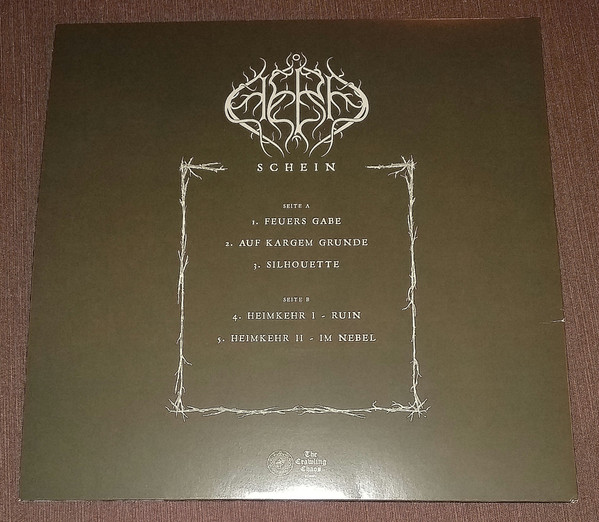 AERA
SCHEIN
SEITE A
1. FEUERS GABE
2. AUF KARGEM GRUNDE
3. SILHOUETTE
SEITE B
4. HEIMKEHR I - RUIN
5. HEIMKEHR II - IM NEBEL
The
Crawling
Chaos